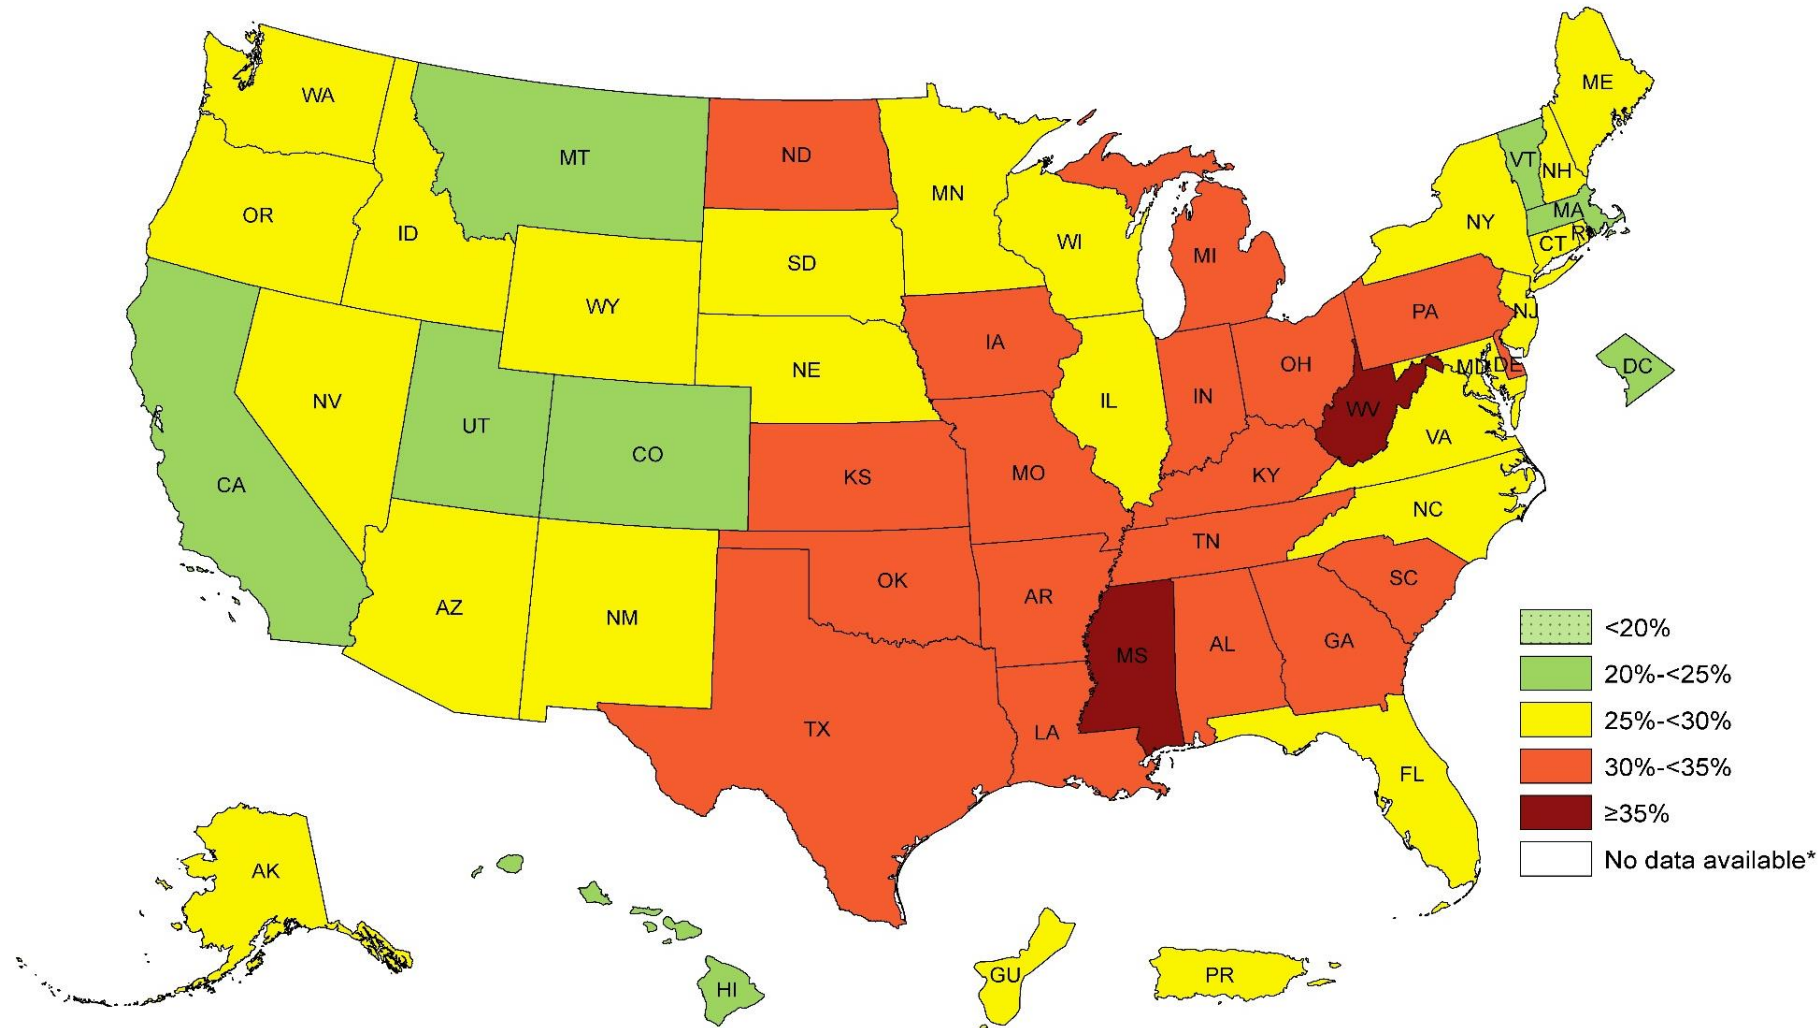 WA
ME
MT
ND
VT
NH
MN
OR
ID
MA
NY
R
WI
CT
SD
MI
WY
PA
NJ
IA
NE
OH
MD
DE
DC
NV
IN
IL
WV
UT
VA
CO
KS
MO
KY
CA
NC
TN
OK
SC
AZ
AR
NM
GA
AL
MS
TX
LA
FL
AK
GU
PR
HI
<20%
20%-<25%
25%-<30%
30%-<35%
≥35%
No data available*